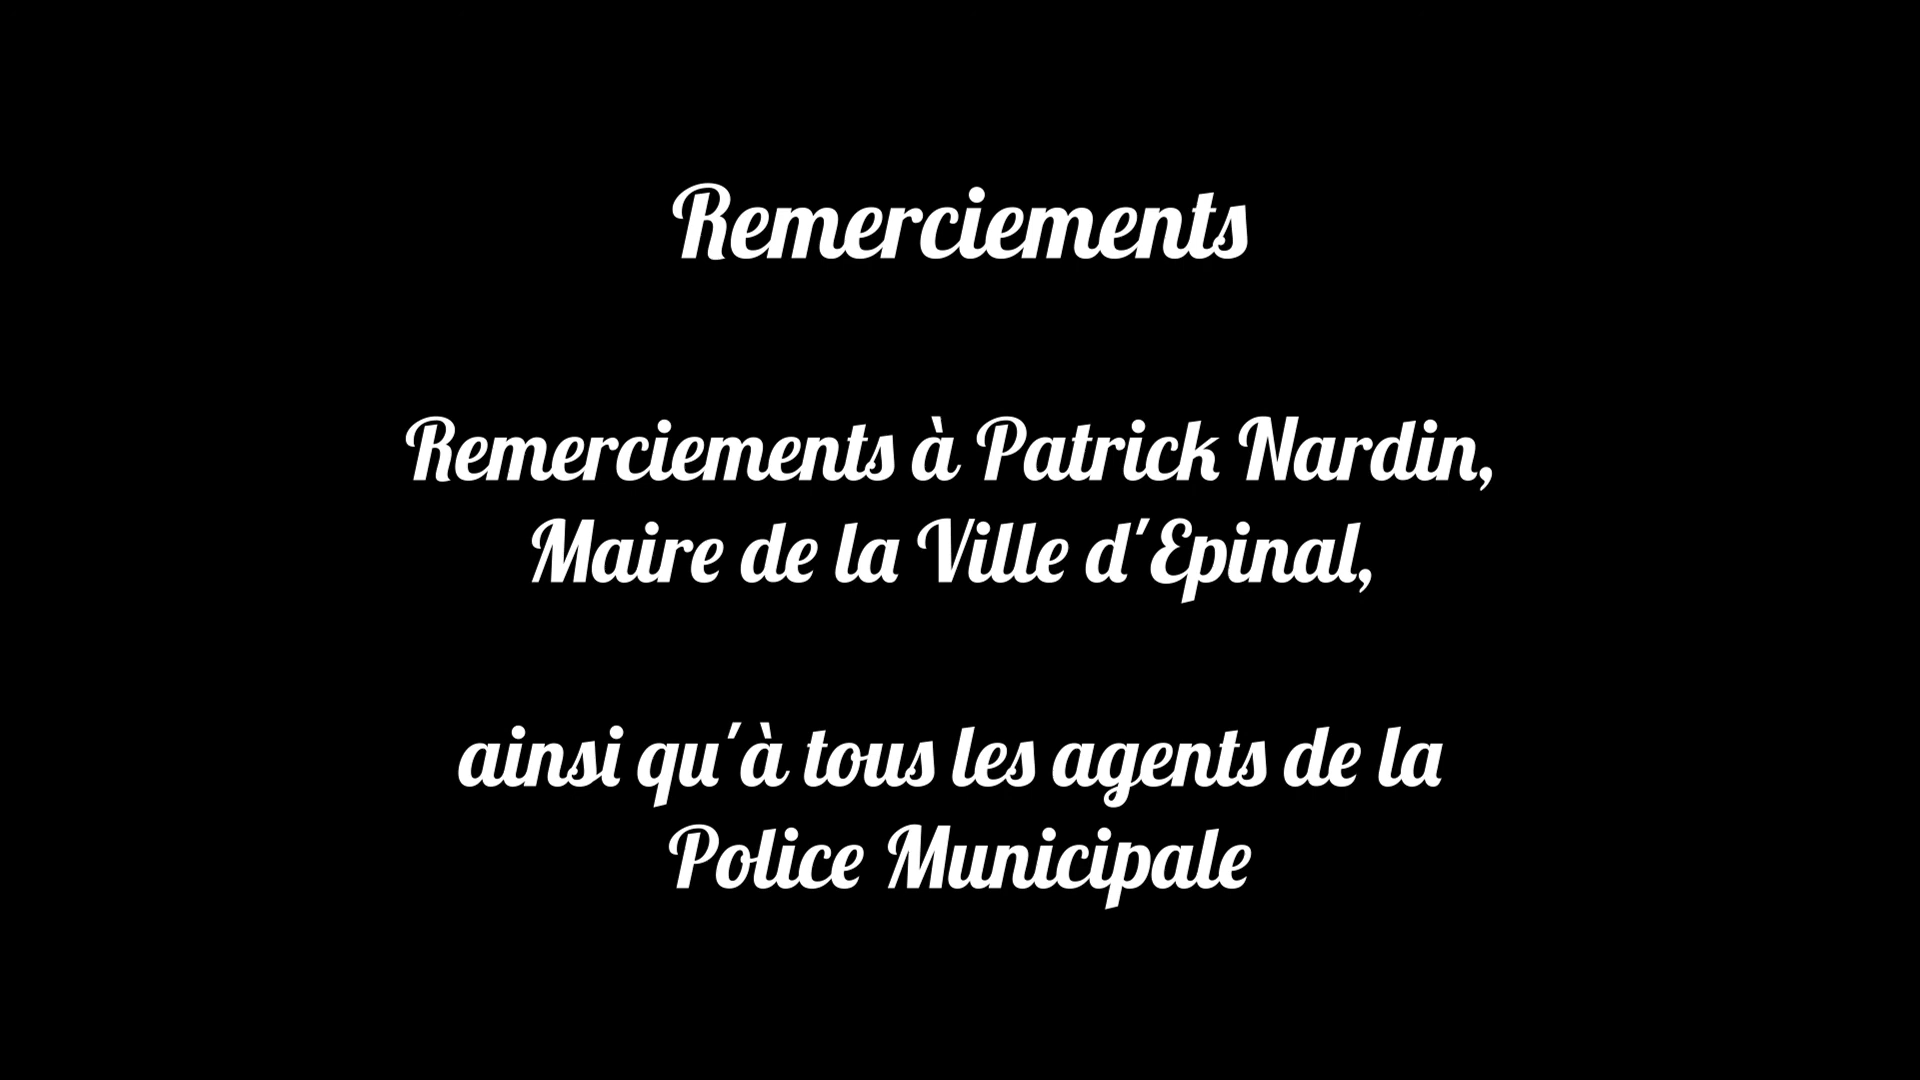 Remerciements
Remerciements à Patrick Nardin,
Maire de la Ville d'Epinal,
ainsi qu'à tous les agents de la
Police Municipale